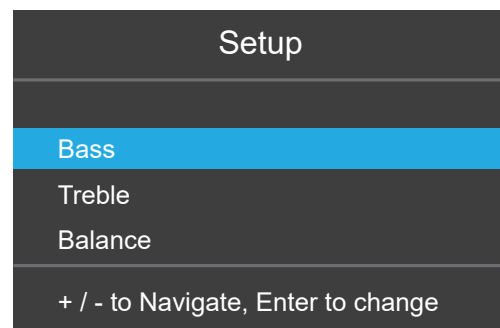 Setup
Bass
Treble
Balance
+ / - to Navigate, Enter to change